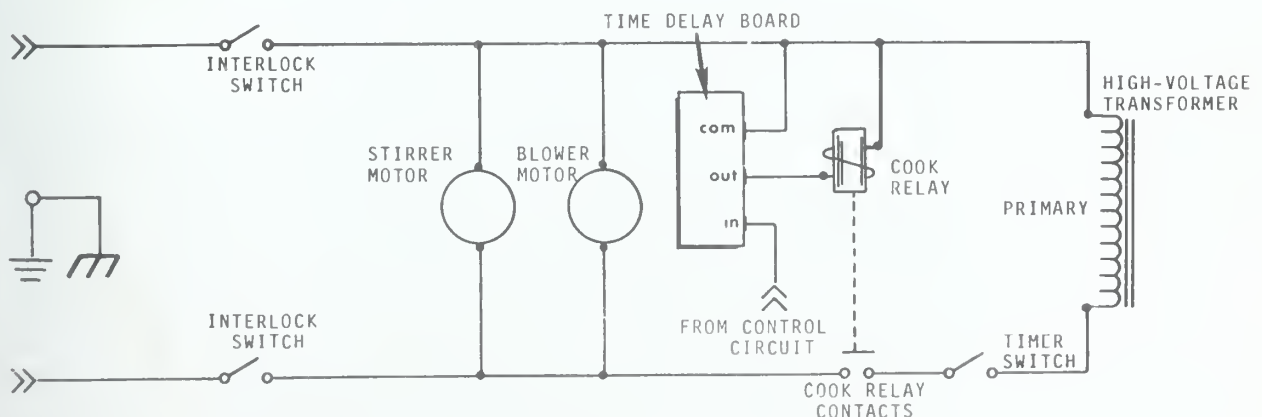 TIME DELAY BOARD
INTERLOCK
SWITCH
HIGH-VOLTAGE
TRANSFORMER
com
STIRRER
MOTOR
BLOWER
MOTOR
out
COOK
RELAY
PRIMARY
in
INTERLOCK
SWITCH
FROM CONTROL
CIRCUIT
TIMER
SWITCH
COOK RELAY
CONTACTS